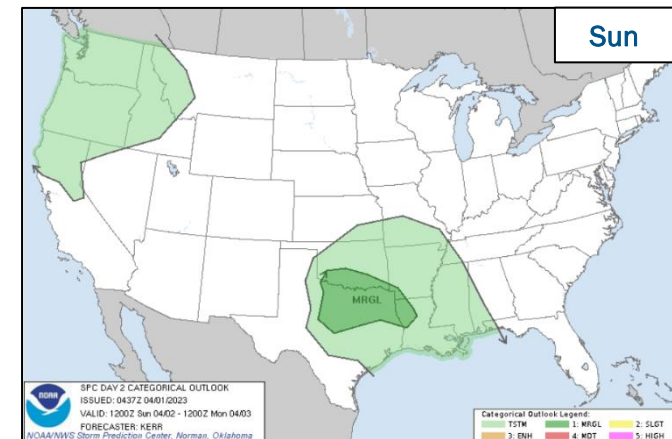 Sun
MRGL
NOAA
SPC DAY 2 CATEGORICAL OUTLOOK
ISSUED: 0437Z 04/01/2023
VALID: 1200Z Sun 04/02 - 1200Z Mon 04/03
FORECASTER: KERR
NOAA/NWS Storm Prediction Center, Norman, Oklahoma
Categorical Outlook Legend:
TSTM 1: MRGL 2: SLGT
3: ENH 4: MDT 5: HIGH